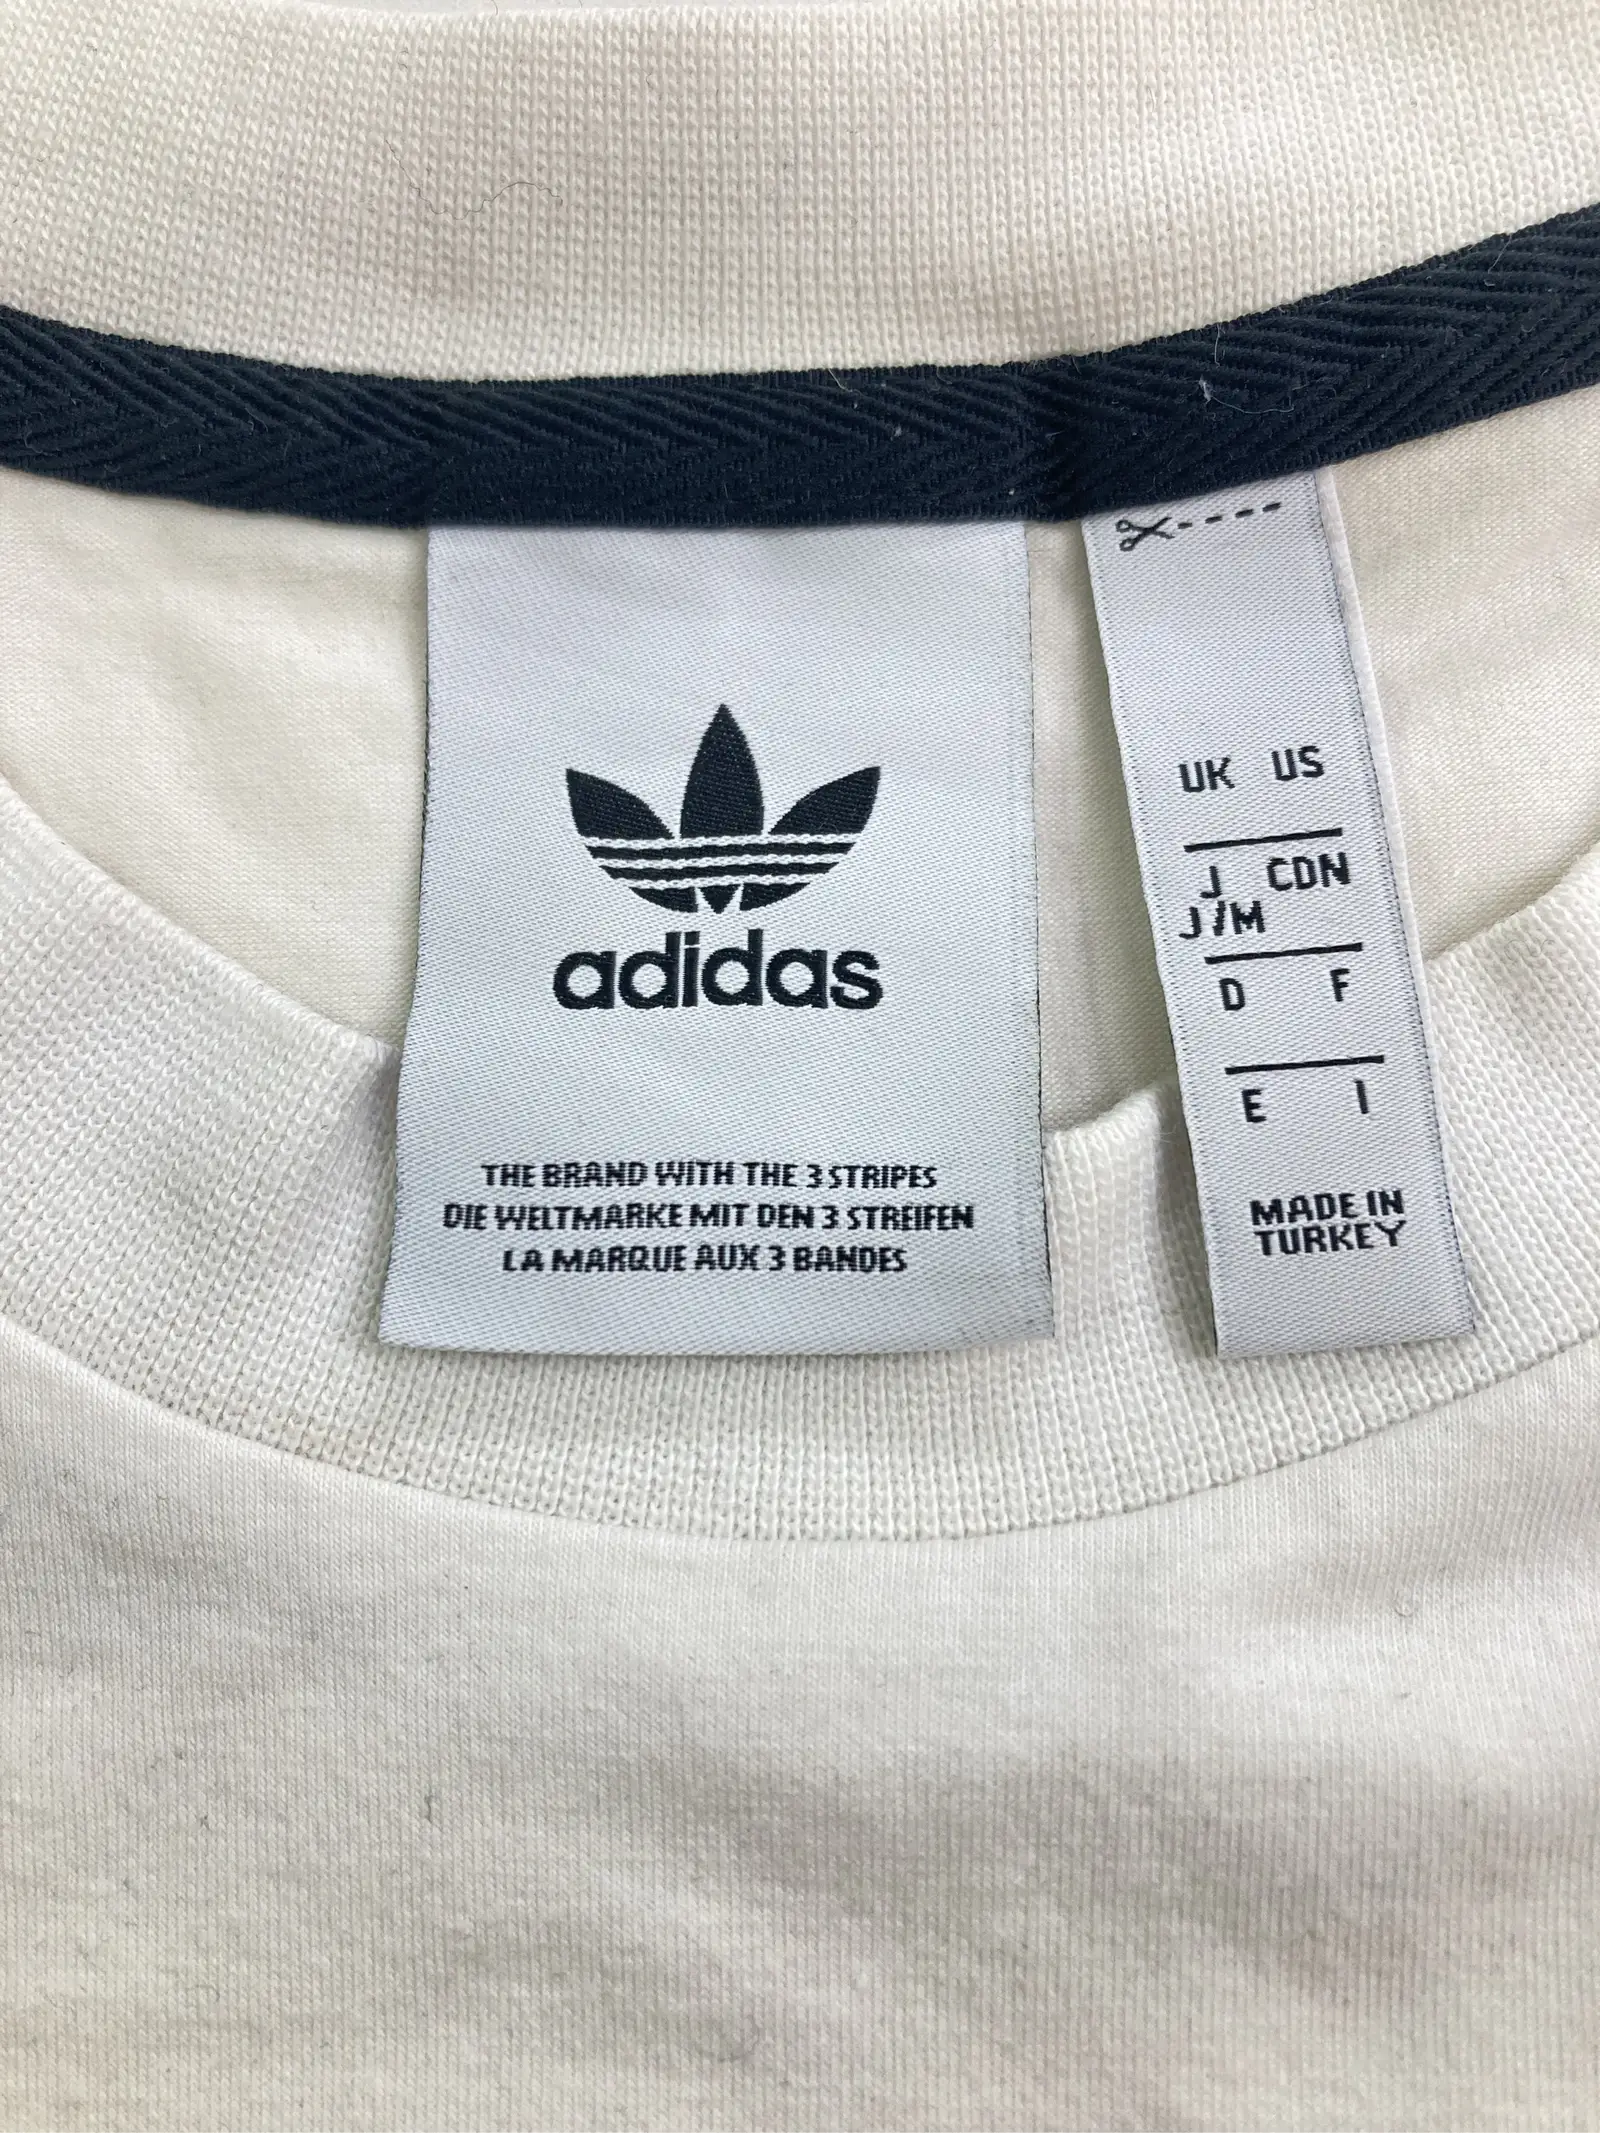 adidas
THE BRAND WITH THE 3 STRIPES
DIE WELTMARKE MIT DEN 3 STREIFEN
LA MARQUE AUX 3 BANDES
UK US
J CDN
J/M
D F
E I
MADE IN
TURKEY